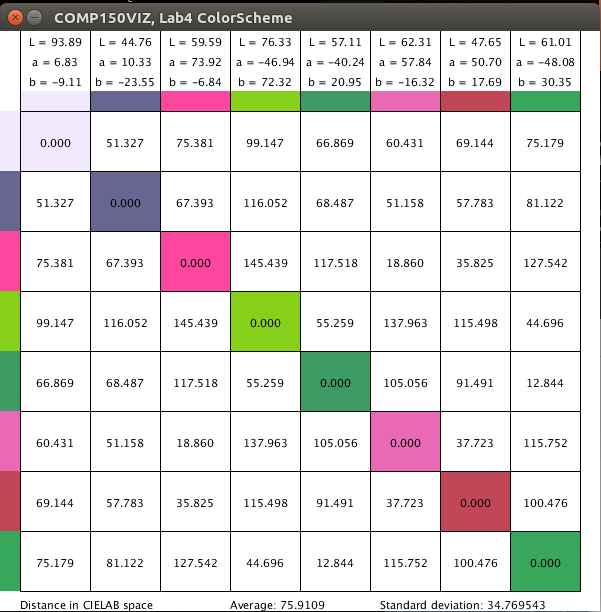 COMP150VIZ, Lab4 ColorScheme
L = 93.89 L = 44.76 L = 59.59 L = 76.33 L = 57.11 L = 62.31 L = 47.65 L = 61.01
a = 6.83 a = 10.33 a = 73.92 a = −46.94 a = −40.24 a = 57.84 a = 50.70 a = −48.08
b = −9.11 b = −23.55 b = −6.84 b = 72.32 b = 20.95 b = −16.32 b = 17.69 b = 30.35
0.000 51.327 75.381 99.147 66.869 60.431 69.144 75.179
51.327 0.000 67.393 116.052 68.487 51.158 57.783 81.122
75.381 67.393 0.000 145.439 117.518 18.860 35.825 127.542
99.147 116.052 145.439 0.000 55.259 137.963 115.498 44.696
66.869 68.487 117.518 55.259 0.000 105.056 91.491 12.844
60.431 51.158 18.860 137.963 105.056 0.000 37.723 115.752
69.144 57.783 35.825 115.498 91.491 37.723 0.000 100.476
75.179 81.122 127.542 44.696 12.844 115.752 100.476 0.000
Distance in CIELAB space Average: 75.9109 Standard deviation: 34.769543